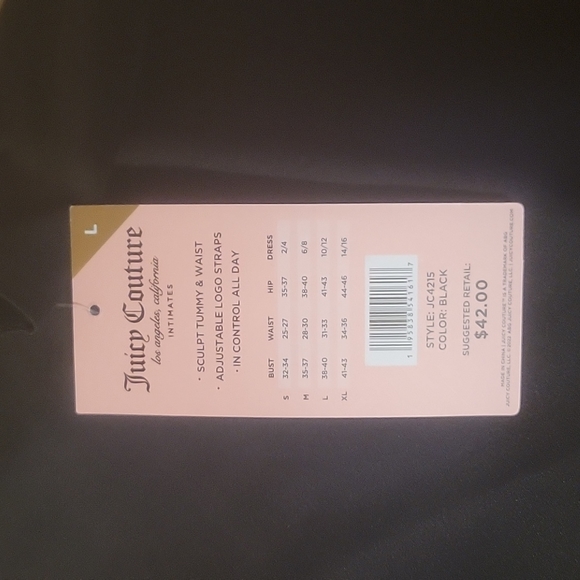 L
Juicy Couture
los angeles, california
INTIMATES
· SCULPT TUMMY & WAIST
· ADJUSTABLE LOGO STRAPS
· IN CONTROL ALL DAY
BUST WAIST HIP DRESS
S 32-34 25-27 35-37 2/4
M 35-37 28-30 38-40 6/8
L 38-40 31-33 41-43 10/12
XL 41-43 34-36 44-46 14/16
STYLE: JC4215
COLOR: BLACK
SUGGESTED RETAIL:
$42.00